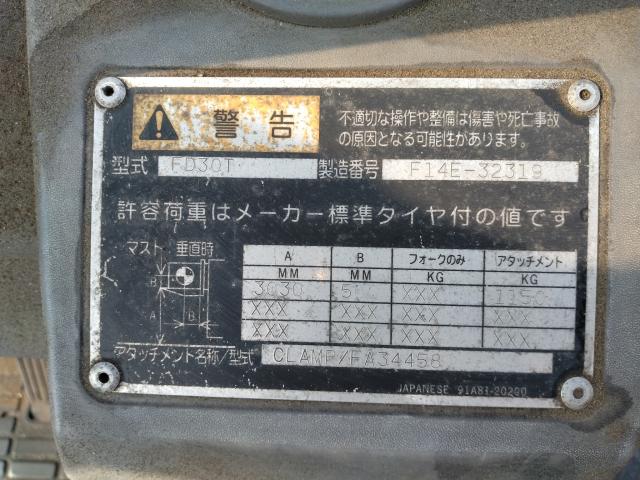 警告
不適切な操作や整備は傷害や死亡事故
の原因となる可能性があります。
型式 FD30T 製造番号 F14E-32319
許容荷重はメーカー標準タイヤ付の値です
マスト 垂直時
A B フォークのみ アタッチメント
MM MM KG KG
3030 XXX
XXX XXX XXX XXX
XXX XXX XXX XXX
B
A
B
アタッチメント名称/型式 CLAMP/FA34458
JAPANESE 91A83-20200